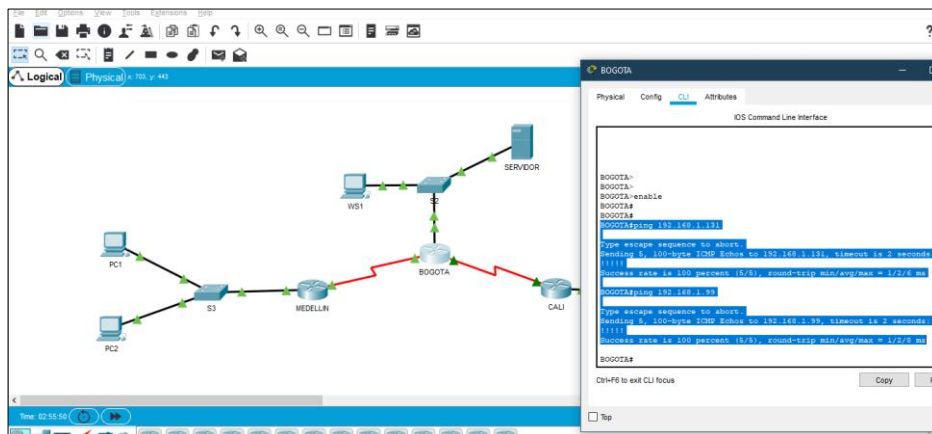 File Edit Options View Tools Extensions Help
Logical Physical x: 703, y: 443
SERVIDOR
WS1
S2
PC1
BOGOTA
S3
MEDELLIN
CALI
PC2
Time: 02:55:50
BOGOTA
Physical Config CLI Attributes
IOS Command Line Interface
BOGOTA>
BOGOTA>
BOGOTA>enable
BOGOTA#
BOGOTA#
BOGOTA#ping 192.168.1.131
Type escape sequence to abort.
Sending 5, 100-byte ICMP Echos to 192.168.1.131, timeout is 2 seconds
!!!!!
Success rate is 100 percent (5/5), round-trip min/avg/max = 1/2/6 ms
BOGOTA#ping 192.168.1.99
Type escape sequence to abort.
Sending 5, 100-byte ICMP Echos to 192.168.1.99, timeout is 2 seconds:
!!!!!
Success rate is 100 percent (5/5), round-trip min/avg/max = 1/2/8 ms
BOGOTA#
Ctrl+F6 to exit CLI focus
Copy
Top